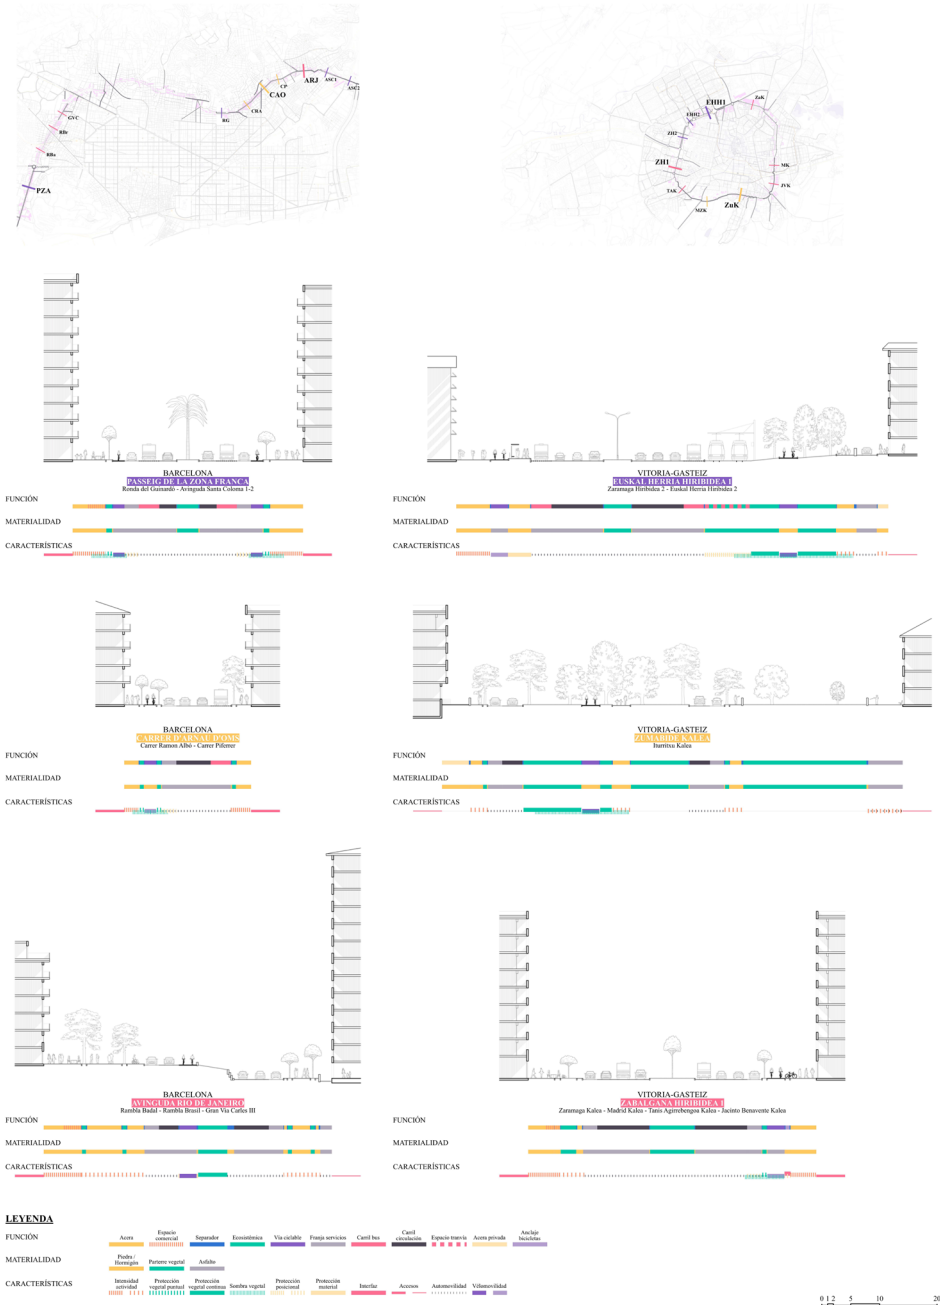 ARJ
CP
ASC1
CAO
ASC2
CRA
RG
GVC
RBr
RBa
PZA
ZaK
EHH1
EHH2
ZH2
ZH1
MK
TAK
JVK
MZK
ZuK
BARCELONA
PASSEIG DE LA ZONA FRANCA
Ronda del Guinardó - Avinguda Santa Coloma 1-2
FUNCIÓN
MATERIALIDAD
CARACTERÍSTICAS
VITORIA-GASTEIZ
EUSKAL HERRIA HIRIBIDEA 1
Zaramaga Hiribidea 2 - Euskal Herria Hiribidea 2
FUNCIÓN
MATERIALIDAD
CARACTERÍSTICAS
BARCELONA
CARRER D'ARNAU D'OMS
Carrer Ramon Albó - Carrer Piferrer
FUNCIÓN
MATERIALIDAD
CARACTERÍSTICAS
VITORIA-GASTEIZ
ZUMABIDE KALEA
Iturritxu Kalea
FUNCIÓN
MATERIALIDAD
CARACTERÍSTICAS
BARCELONA
AVINGUDA RIO DE JANEIRO
Rambla Badal - Rambla Brasil - Gran Via Carles III
FUNCIÓN
MATERIALIDAD
CARACTERÍSTICAS
VITORIA-GASTEIZ
ZABALGANA HIRIBIDEA 1
Zaramaga Kalea - Madrid Kalea - Tanis Agirrebengoa Kalea - Jacinto Benavente Kalea
FUNCIÓN
MATERIALIDAD
CARACTERÍSTICAS
LEYENDA
FUNCIÓN
Acera
Espacio comercial
Separador
Ecosistémica
Vía ciclable
Franja servicios
Carril bus
Carril circulación
Espacio tranvía
Acera privada
Anclaje bicicletas
MATERIALIDAD
Piedra / Hormigón
Parterre vegetal
Asfalto
CARACTERÍSTICAS
Intensidad actividad
Protección vegetal puntual
Protección vegetal continua
Sombra vegetal
Protección posicional
Protección material
Interfaz
Accesos
Automovilidad
Vélomovilidad
0 1 2 5 10 20